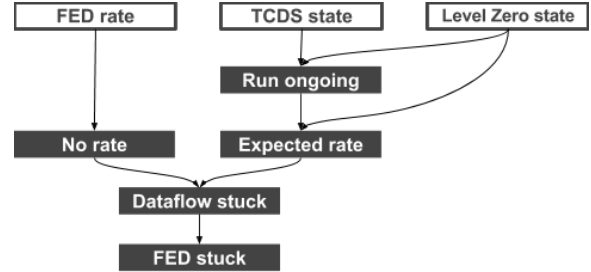 FED rate
TCDS state
Level Zero state
Run ongoing
No rate
Expected rate
Dataflow stuck
FED stuck